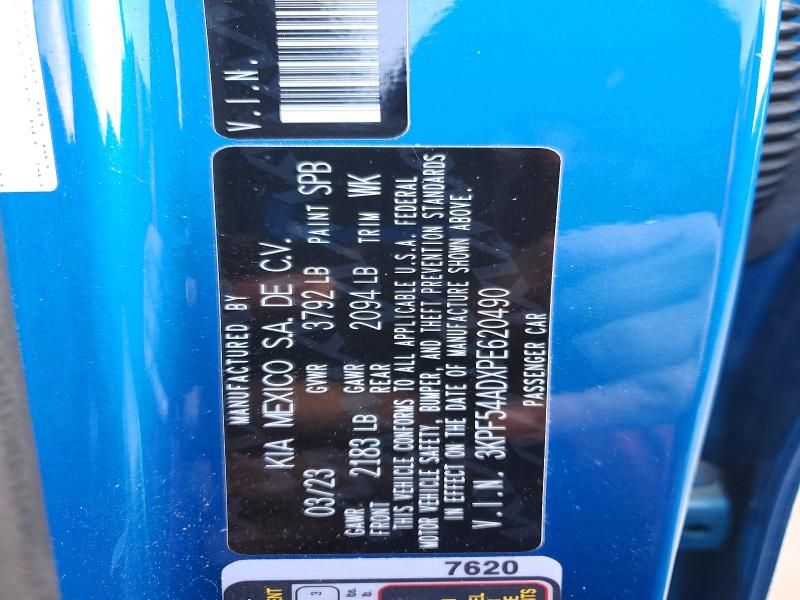 V.I.N.
MANUFACTURED BY
KIA MEXICO S.A. DE C.V.
03/23 GVWR 3792 LB PAINT SPB
GAWR FRONT 2183 LB GAWR REAR 2094 LB TRIM WK
THIS VEHICLE CONFORMS TO ALL APPLICABLE U.S.A. FEDERAL
MOTOR VEHICLE SAFETY, BUMPER, AND THEFT PREVENTION STANDARDS
IN EFFECT ON THE DATE OF MANUFACTURE SHOWN ABOVE.
V.I.N. 3KPF54ADXPE620490
PASSENGER CAR
7620